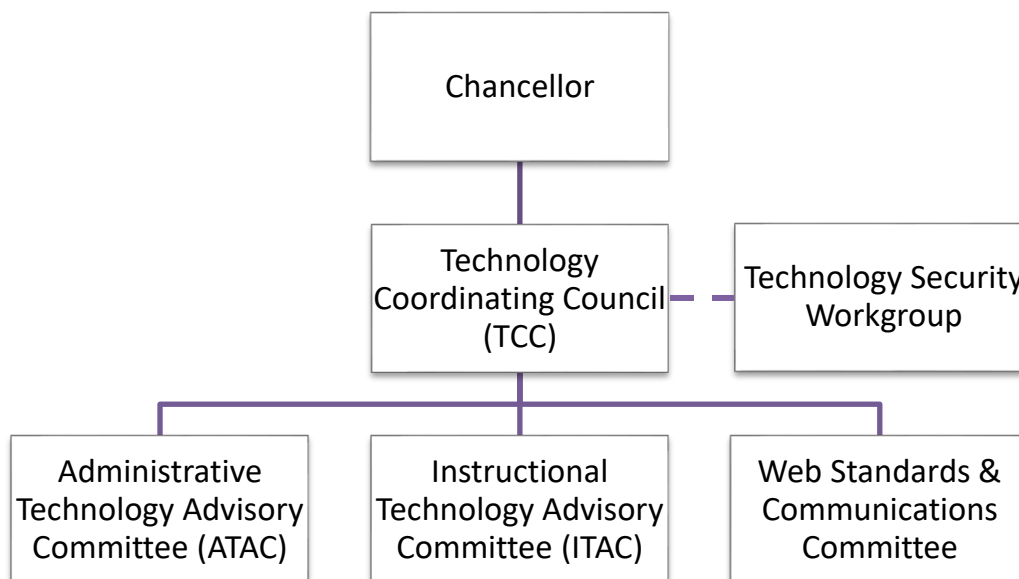 Chancellor
Technology
Coordinating Council
(TCC)
Technology Security
Workgroup
Administrative
Technology Advisory
Committee (ATAC)
Instructional
Technology Advisory
Committee (ITAC)
Web Standards &
Communications
Committee